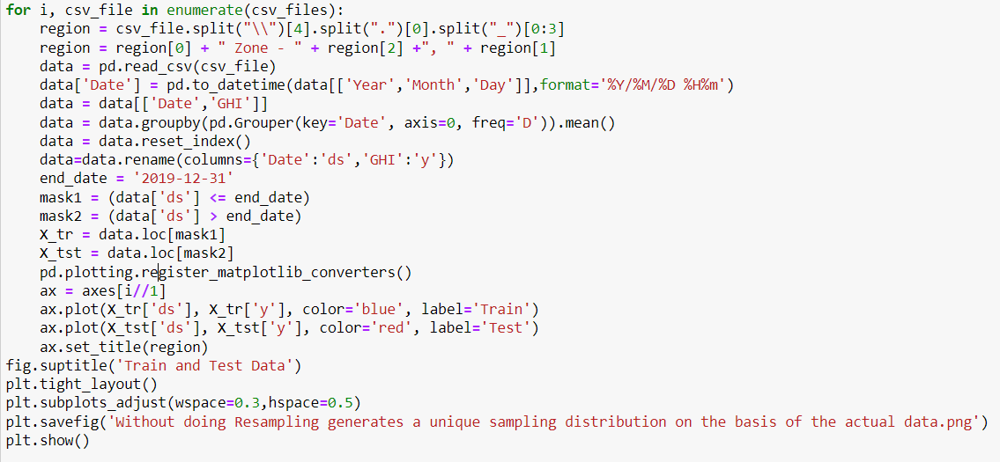 for i, csv_file in enumerate(csv_files):
    region = csv_file.split("\\")[4].split(".")[0].split("_")[0:3]
    region = region[0] + " Zone - " + region[2] +", " + region[1]
    data = pd.read_csv(csv_file)
    data['Date'] = pd.to_datetime(data[['Year','Month','Day']],format='%Y/%M/%D %H%m')
    data = data[['Date','GHI']]
    data = data.groupby(pd.Grouper(key='Date', axis=0, freq='D')).mean()
    data = data.reset_index()
    data=data.rename(columns={'Date':'ds','GHI':'y'})
    end_date = '2019-12-31'
    mask1 = (data['ds'] <= end_date)
    mask2 = (data['ds'] > end_date)
    X_tr = data.loc[mask1]
    X_tst = data.loc[mask2]
    pd.plotting.register_matplotlib_converters()
    ax = axes[i//1]
    ax.plot(X_tr['ds'], X_tr['y'], color='blue', label='Train')
    ax.plot(X_tst['ds'], X_tst['y'], color='red', label='Test')
    ax.set_title(region)
fig.suptitle('Train and Test Data')
plt.tight_layout()
plt.subplots_adjust(wspace=0.3,hspace=0.5)
plt.savefig('Without doing Resampling generates a unique sampling distribution on the basis of the actual data.png')
plt.show()